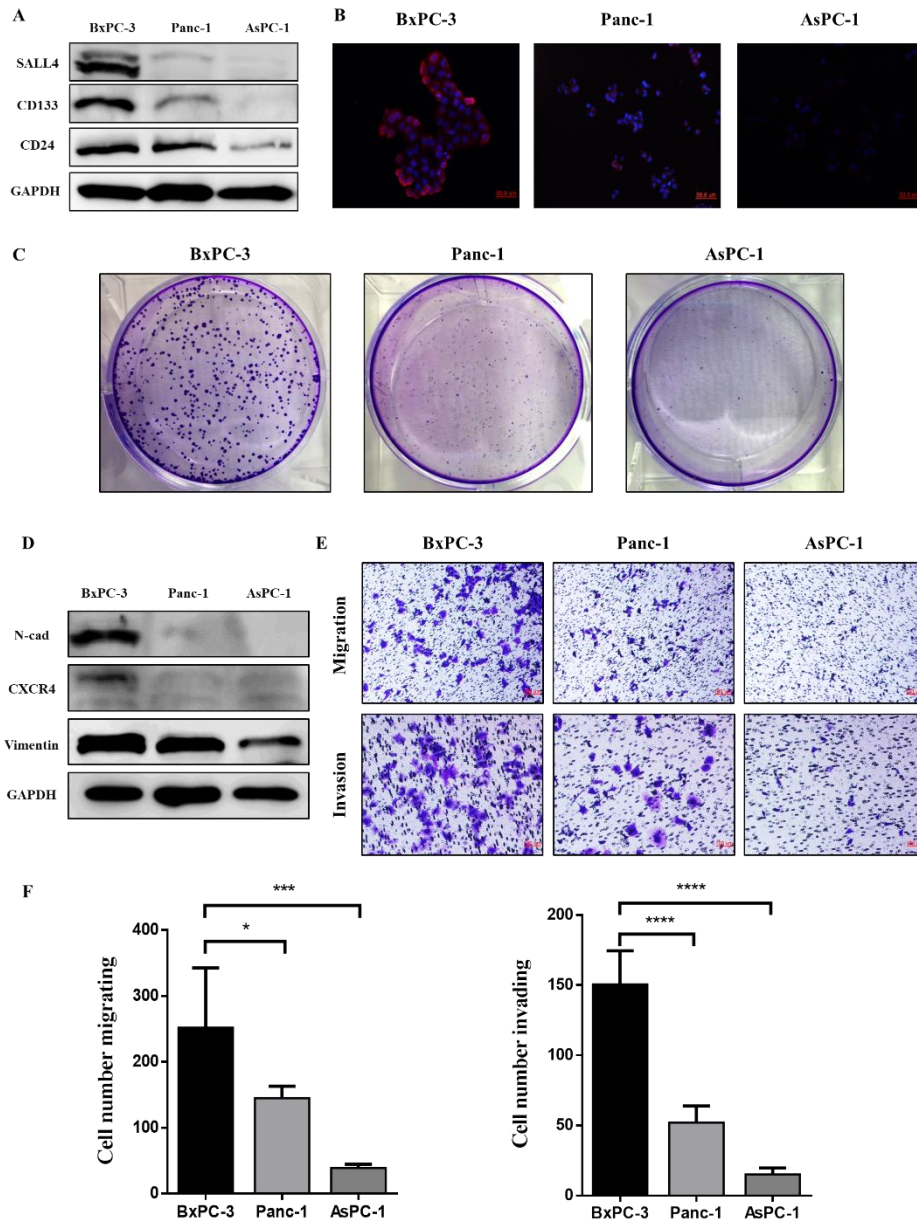 A
BxPC-3 Panc-1 AsPC-1
SALL4
CD133
CD24
GAPDH
B
BxPC-3 Panc-1 AsPC-1
50.0 µm
C
BxPC-3 Panc-1 AsPC-1
D
BxPC-3 Panc-1 AsPC-1
N-cad
CXCR4
Vimentin
GAPDH
E
BxPC-3 Panc-1 AsPC-1
Migration
Invasion
F
***
*
Cell number migrating
400
300
200
100
0
BxPC-3 Panc-1 AsPC-1
****
****
Cell number invading
200
150
100
50
0
BxPC-3 Panc-1 AsPC-1